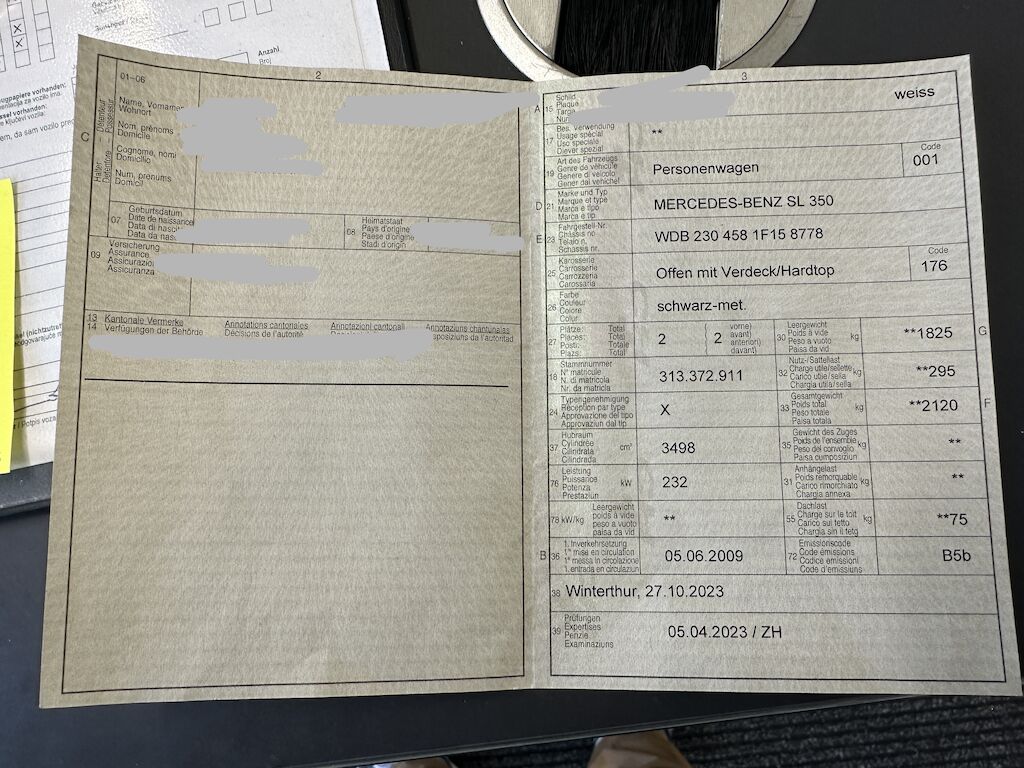 Anzahl
Broj
01-06
2
Name, Vorname
Wohnort
Nom, prénoms
Domicile
Cognome, nomi
Domicilio
Num, prenums
Domicil
C
07
Geburtsdatum
Date de naissance
Data di nascita
Data da
08
Heimatstaat
Pays d'origine
Paese d'origine
Stadi d'origin
09
Versicherung
Assurance
Assicurazione
Assicuranza
13 Kantonale Vermerke Annotations cantonales Annotazioni cantonali Annotaziuns chantunalas
14 Verfügungen der Behörde Décisions de l'autorité
3
A 15
Schild
Plaque
Targa
weiss
17
Bes. Verwendung
Usage spécial
Uso speciale
Diever spezial
**
19
Art des Fahrzeugs
Genre de véhicule
Genere di veicolo
Gener dal vehichel
Personenwagen
Code
001
D 21
Marke und Typ
Marque et type
Marca e tipo
Marca e tip
MERCEDES-BENZ SL 350
E 23
Fahrgestell-Nr.
Châssis no
Telaio n.
Schassis nr.
WDB 230 458 1F15 8778
25
Karosserie
Carrosserie
Carrozzeria
Carossaria
Offen mit Verdeck/Hardtop
Code
176
26
Farbe
Couleur
Colore
Colur
schwarz-met.
27
Plätze: Total
Places: Total
Posti: Totale
Plazs: Total
2
2
vorne)
avant)
anteriori)
davant)
30
Leergewicht
Poids à vide
Peso a vuoto
Paisa da vid
kg
**1825
G
18
Stammnummer
N° matricule
N. di matricola
Nr. da matricla
313.372.911
32
Nutz-/Sattellast
Charge utile/sellette
Carico utile/sella
Chargia utila/sella
kg
**295
24
Typengenehmigung
Réception par type
Approvazione del tipo
Approvaziun dal tip
X
33
Gesamtgewicht
Poids total
Peso totale
Paisa totala
kg
**2120
F
37
Hubraum
Cylindrée
Cilindrata
Cilindrada
cm³
3498
35
Gewicht des Zuges
Poids de l'ensemble
Peso del convoglio
Paisa cumposiziun
kg
**
76
Leistung
Puissance
Potenza
Prestaziun
kW
232
31
Anhängelast
Poids remorquable
Carico rimorchiato
Chargia annexa
kg
**
78 kW/kg
Leergewicht
poids à vide
peso a vuoto
paisa da vid
**
55
Dachlast
Charge sur le toit
Carico sul tetto
Chargia sin il tetg
kg
**75
B 36
1. Inverkehrsetzung
1re mise en circulation
1a messa in circolazione
1. entrada en circulaziun
05.06.2009
72
Emissionscode
Code émissions
Codice emissioni
Code d'emissiuns
B5b
38 Winterthur, 27.10.2023
39
Prüfungen
Expertises
Perizie
Examinaziuns
05.04.2023 / ZH